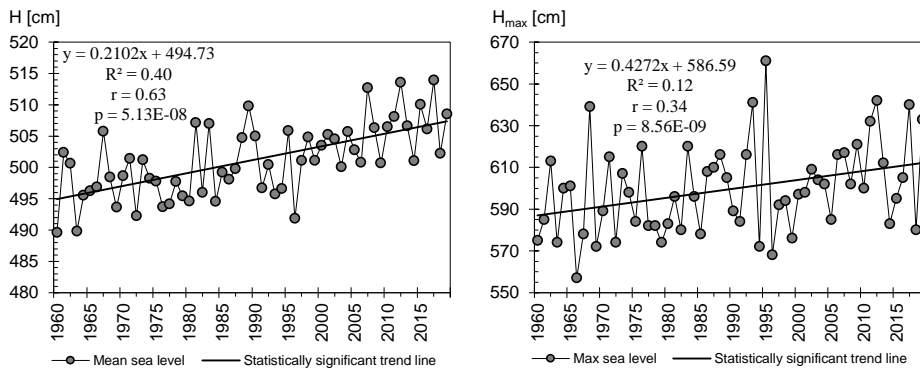 H [cm]
520
515
510
505
500
495
490
485
480
y = 0.2102x + 494.73
R² = 0.40
r = 0.63
p = 5.13E-08
1960
1965
1970
1975
1980
1985
1990
1995
2000
2005
2010
2015
Mean sea level
Statistically significant trend line
Hmax [cm]
670
650
630
610
590
570
550
y = 0.4272x + 586.59
R² = 0.12
r = 0.34
p = 8.56E-09
1960
1965
1970
1975
1980
1985
1990
1995
2000
2005
2010
2015
Max sea level
Statistically significant trend line